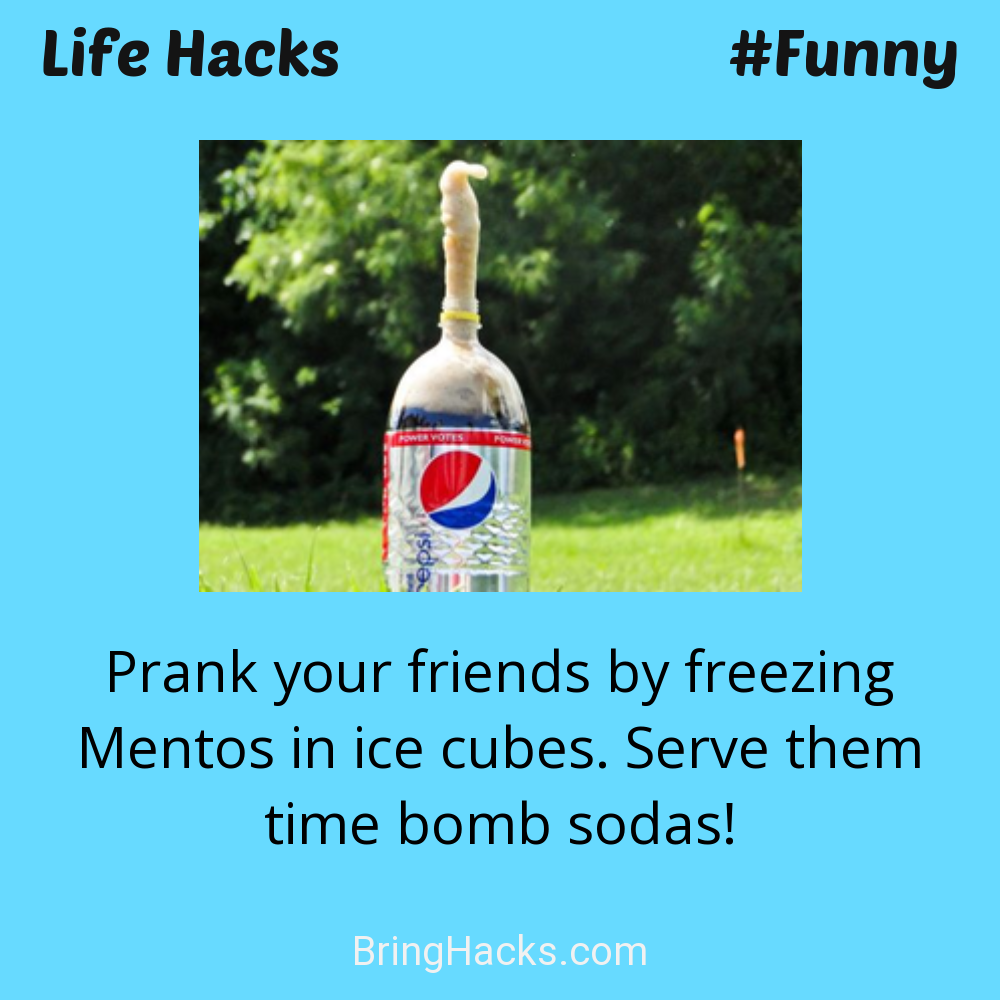 Life Hacks #Funny
POWER VOTES POWER
epsi
Prank your friends by freezing
Mentos in ice cubes. Serve them
time bomb sodas!
BringHacks.com